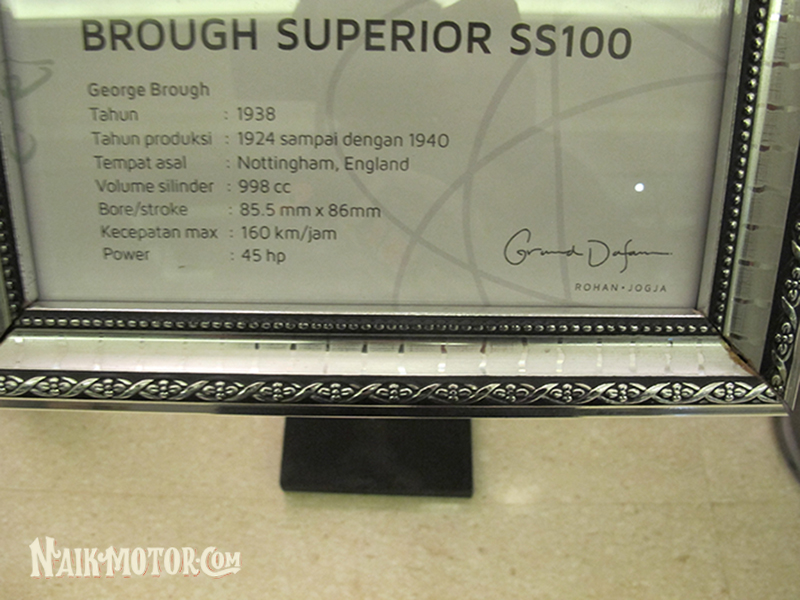 BROUGH SUPERIOR SS100
George Brough
Tahun : 1938
Tahun produksi : 1924 sampai dengan 1940
Tempat asal : Nottingham, England
Volume silinder : 998 cc
Bore/stroke : 85.5 mm x 86mm
Kecepatan max : 160 km/jam
Power : 45 hp
Grand Dafam
ROHAN • JOGJA
NAIK-MOTOR.COM